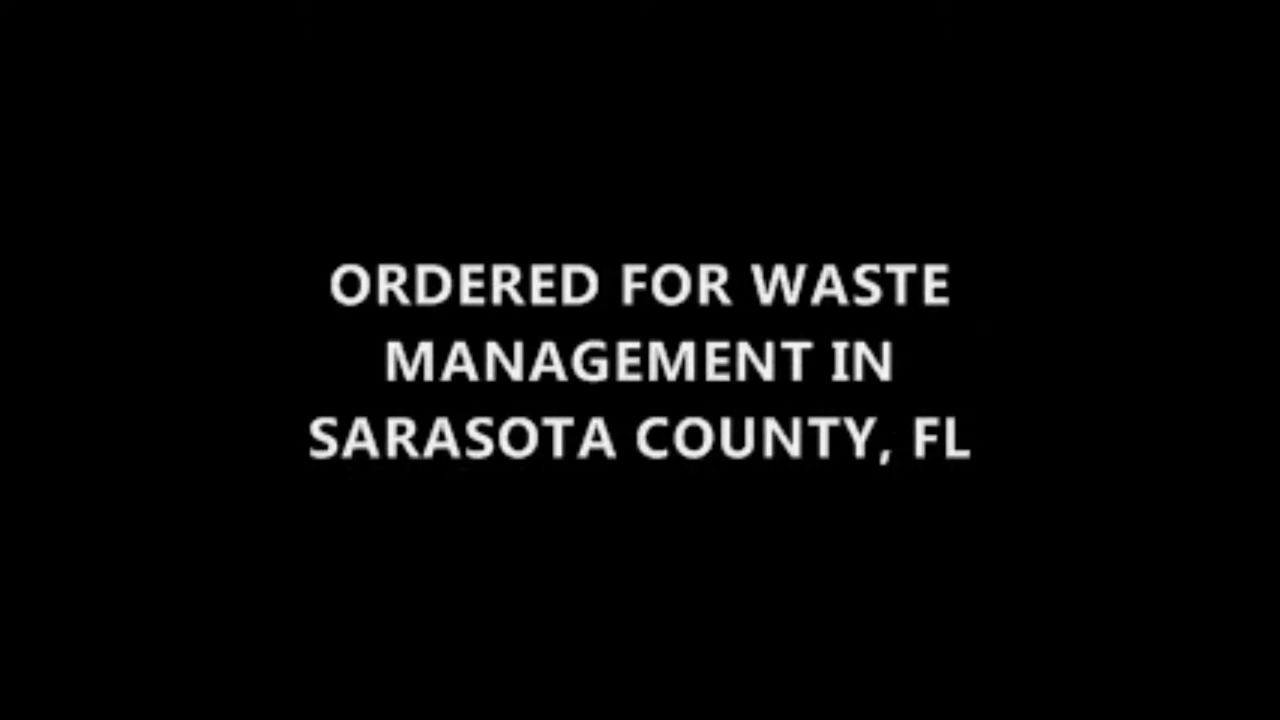 ORDERED FOR WASTE
MANAGEMENT IN
SARASOTA COUNTY, FL